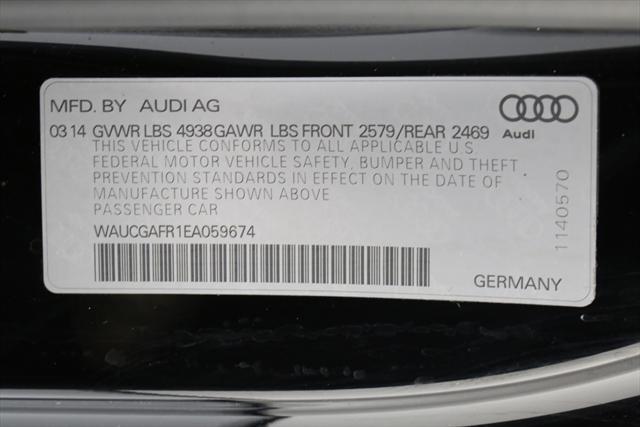 MFD. BY AUDI AG
03 14 GVWR LBS 4938 GAWR LBS FRONT 2579/REAR 2469
THIS VEHICLE CONFORMS TO ALL APPLICABLE U.S.
FEDERAL MOTOR VEHICLE SAFETY, BUMPER AND THEFT
PREVENTION STANDARDS IN EFFECT ON THE DATE OF
MANUFACTURE SHOWN ABOVE
PASSENGER CAR
WAUCGAFR1EA059674
Audi
1140570
GERMANY